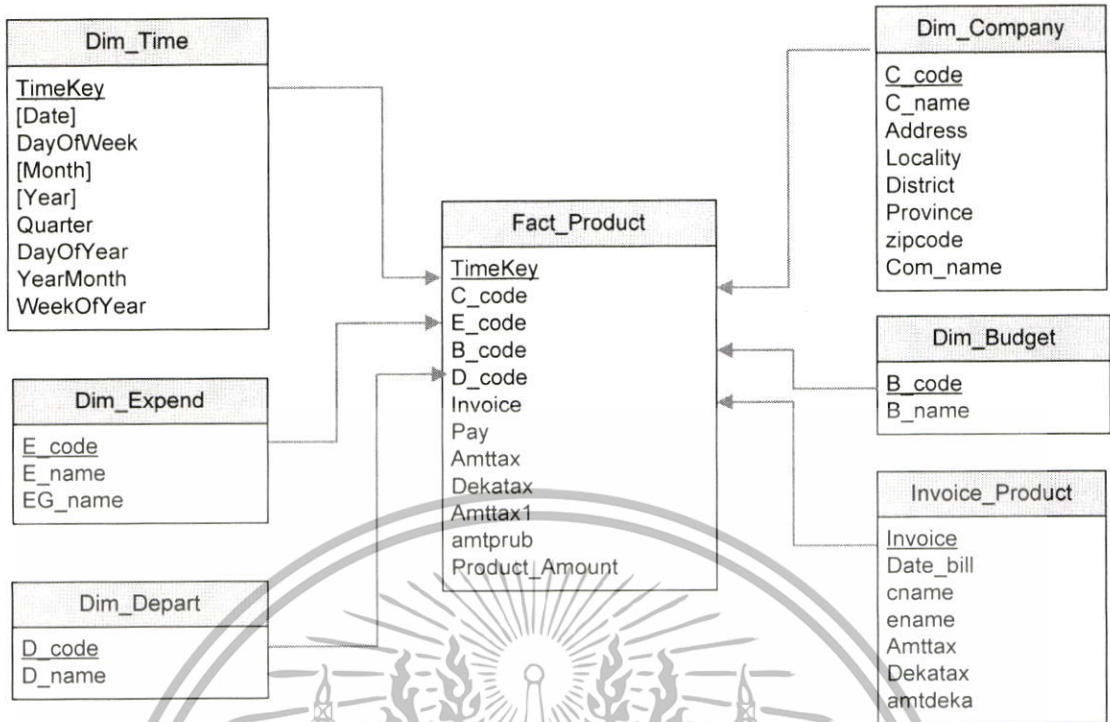 Dim_Time
TimeKey
[Date]
DayOfWeek
[Month]
[Year]
Quarter
DayOfYear
YearMonth
WeekOfYear
Dim_Expend
E_code
E_name
EG_name
Dim_Depart
D_code
D_name
Fact_Product
TimeKey
C_code
E_code
B_code
D_code
Invoice
Pay
Amttax
Dekatax
Amttax1
amtprub
Product_Amount
Dim_Company
C_code
C_name
Address
Locality
District
Province
zipcode
Com_name
Dim_Budget
B_code
B_name
Invoice_Product
Invoice
Date_bill
cname
ename
Amttax
Dekatax
amtdeka